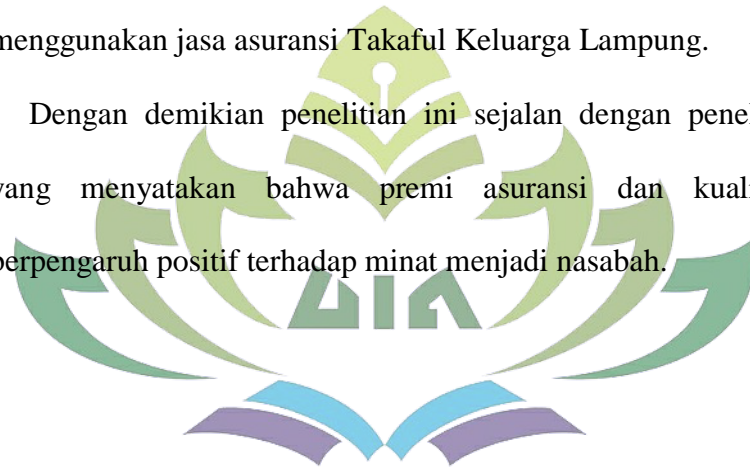 menggunakan jasa asuransi Takaful Keluarga Lampung.
Dengan demikian penelitian ini sejalan dengan
yang menyatakan bahwa premi asuransi dan
berpengaruh positif terhadap minat menjadi nasabah.
UIN